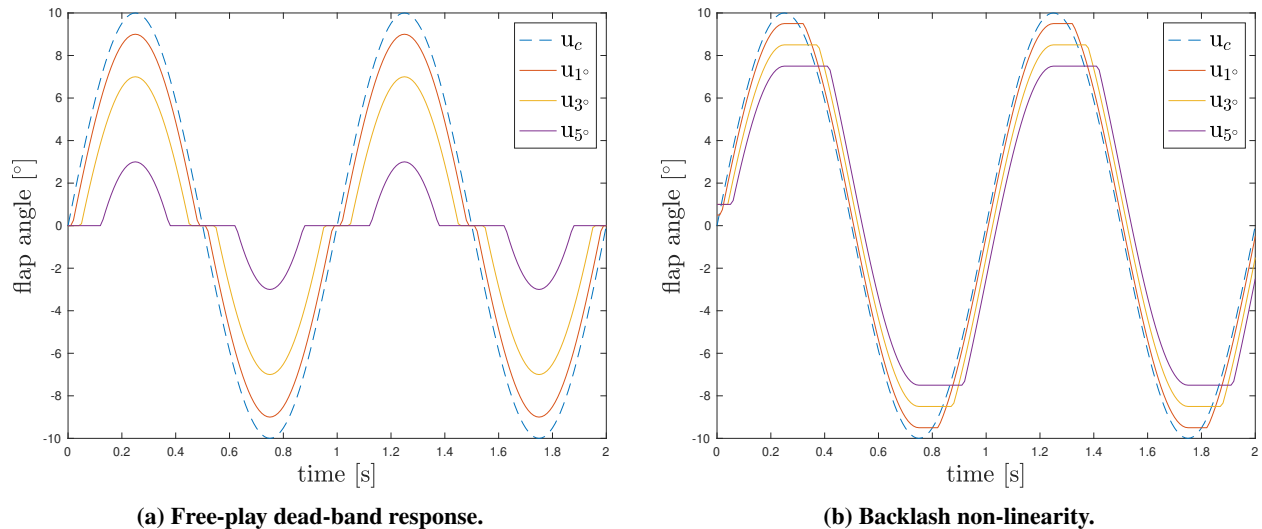 10
8
6
4
2
0
-2
-4
-6
-8
-10
flap angle [°]
0 0.2 0.4 0.6 0.8 1 1.2 1.4 1.6 1.8 2
time [s]
u_c
u_1°
u_3°
u_5°
(a) Free-play dead-band response.
10
8
6
4
2
0
-2
-4
-6
-8
-10
flap angle [°]
0 0.2 0.4 0.6 0.8 1 1.2 1.4 1.6 1.8 2
time [s]
u_c
u_1°
u_3°
u_5°
(b) Backlash non-linearity.